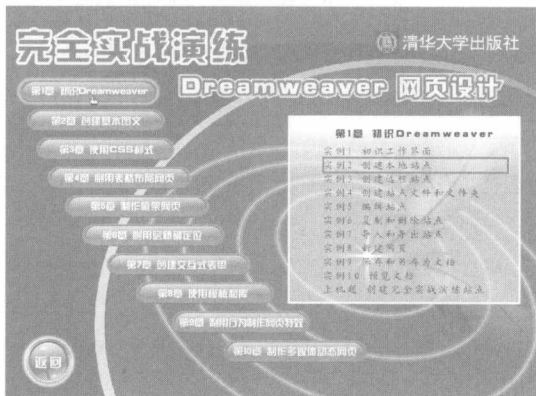 完全实战演练
清华大学出版社
Dreamweaver 网页设计
第1章 初识Dreamweaver
第2章 创建基本图文
第3章 使用CSS样式
第4章 利用表格布局网页
第5章 制作框架网页
第6章 利用层精确定位
第7章 创建交互式表单
第8章 使用模板和库
第9章 利用行为制作网页特效
第10章 制作多媒体动态网页
返回
第1章 初识Dreamweaver
实例1 初识工作界面
实例2 创建本地站点
实例3 创建远程站点
实例4 创建站点文件和文件夹
实例5 编辑站点
实例6 复制和删除站点
实例7 导入和导出站点
实例8 新建网页
实例9 保存和另存为文档
实例10 预览文档
上机题 创建完全实战演练站点